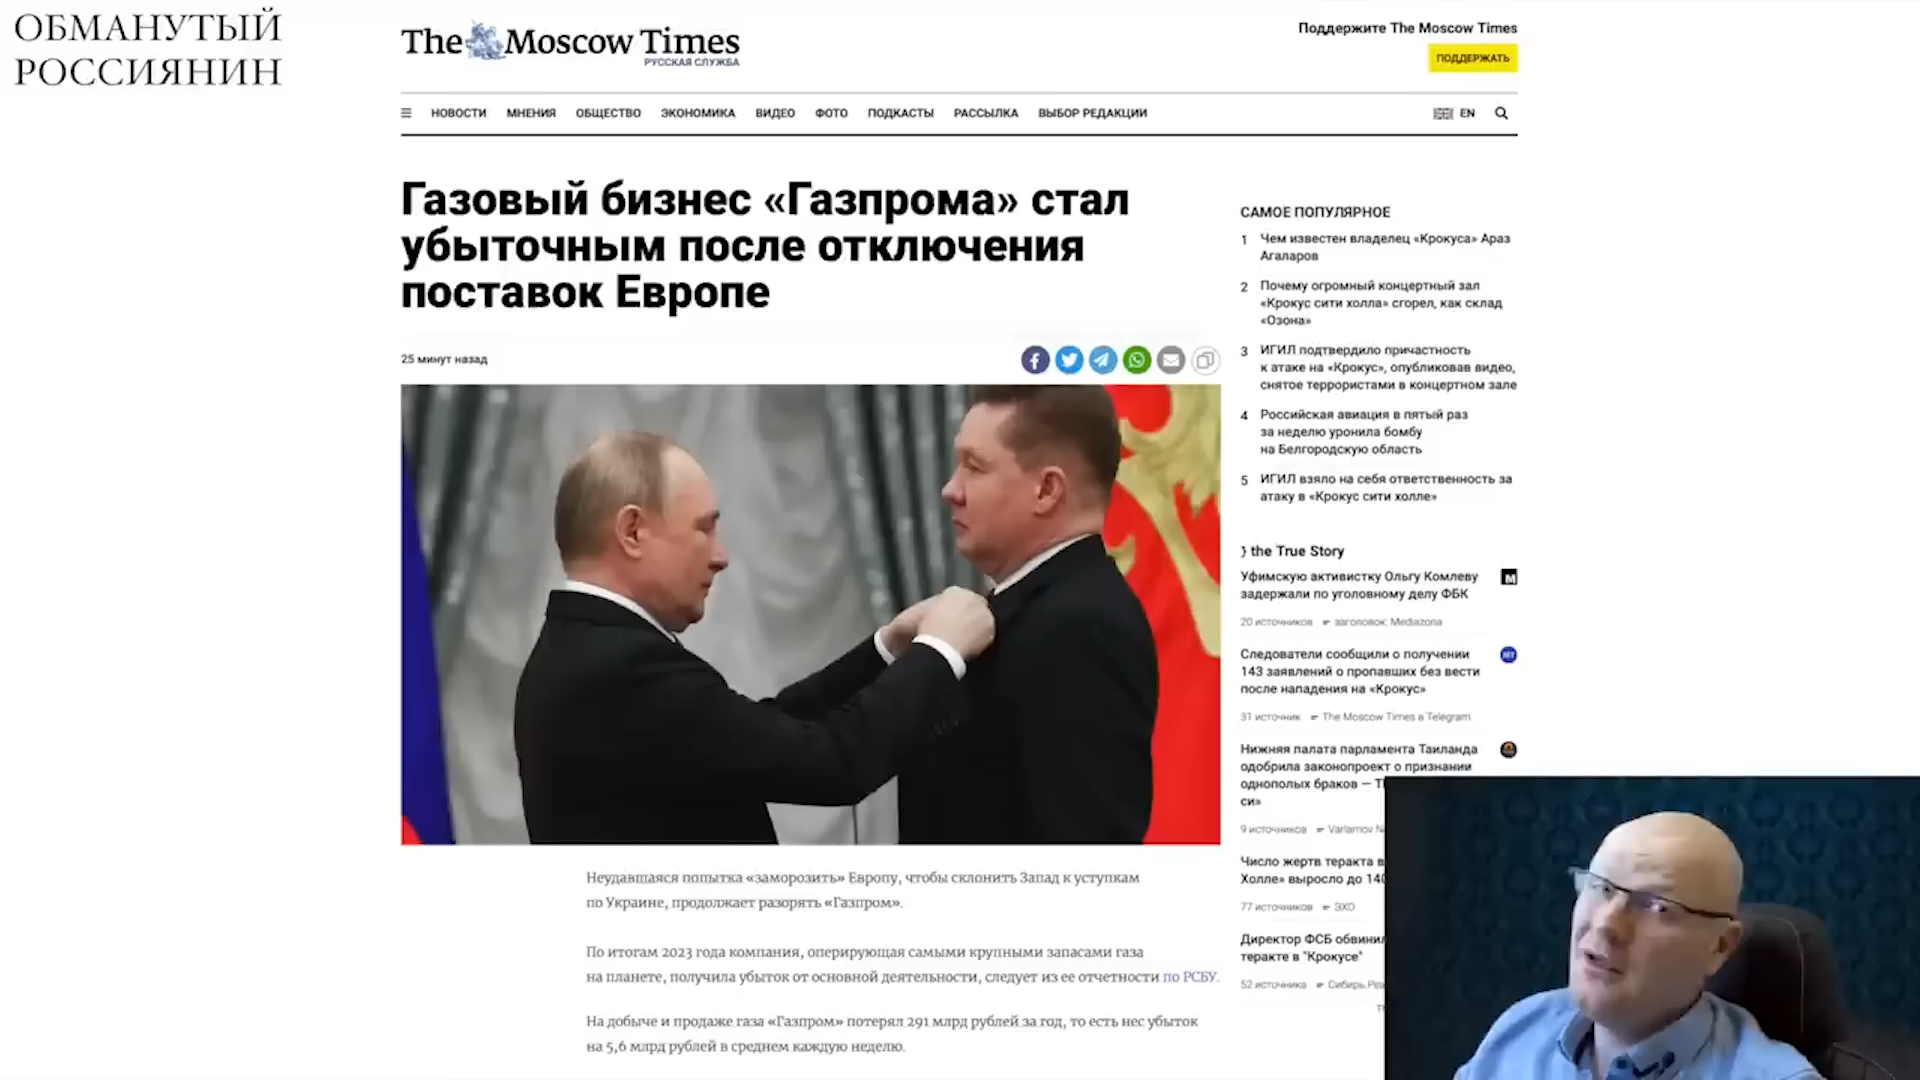 ОБМАНУТЫЙ
РОССИЯНИН
The Moscow Times
РУССКАЯ СЛУЖБА
Поддержите The Moscow Times
ПОДДЕРЖАТЬ
НОВОСТИ МНЕНИЯ ОБЩЕСТВО ЭКОНОМИКА ВИДЕО ФОТО ПОДКАСТЫ РАССЫЛКА ВЫБОР РЕДАКЦИИ
EN
Газовый бизнес «Газпрома» стал
убыточным после отключения
поставок Европе
25 минут назад
Неудавшаяся попытка «заморозить» Европу, чтобы склонить Запад к уступкам
по Украине, продолжает разорять «Газпром».
По итогам 2023 года компания, оперирующая самыми крупными запасами газа
на планете, получила убыток от основной деятельности, следует из ее отчетности по РСБУ.
На добыче и продаже газа «Газпром» потерял 291 млрд рублей за год, то есть нес убыток
на 5,6 млрд рублей в среднем каждую неделю.
САМОЕ ПОПУЛЯРНОЕ
1 Чем известен владелец «Крокуса» Араз
Агаларов
2 Почему огромный концертный зал
«Крокус сити холла» сгорел, как склад
«Озона»
3 ИГИЛ подтвердило причастность
к атаке на «Крокус», опубликовав видео,
снятое террористами в концертном зале
4 Российская авиация в пятый раз
за неделю уронила бомбу
на Белгородскую область
5 ИГИЛ взяло на себя ответственность за
атаку в «Крокус сити холле»
} the True Story
Уфимскую активистку Ольгу Комлеву
задержали по уголовному делу ФБК
M
20 источников заголовок: Mediazona
Следователи сообщили о получении
143 заявлений о пропавших без вести
после нападения на «Крокус»
MT
31 источник The Moscow Times в Telegram
Нижняя палата парламента Таиланда
одобрила законопроект о признании
однополых браков —
си»
9 источников Varlamov
Число жертв теракта в
Холле» выросло до 140
77 источников ЭХО
Директор ФСБ обвинил
теракте в "Крокусе"
52 источника Сибирь.Реа